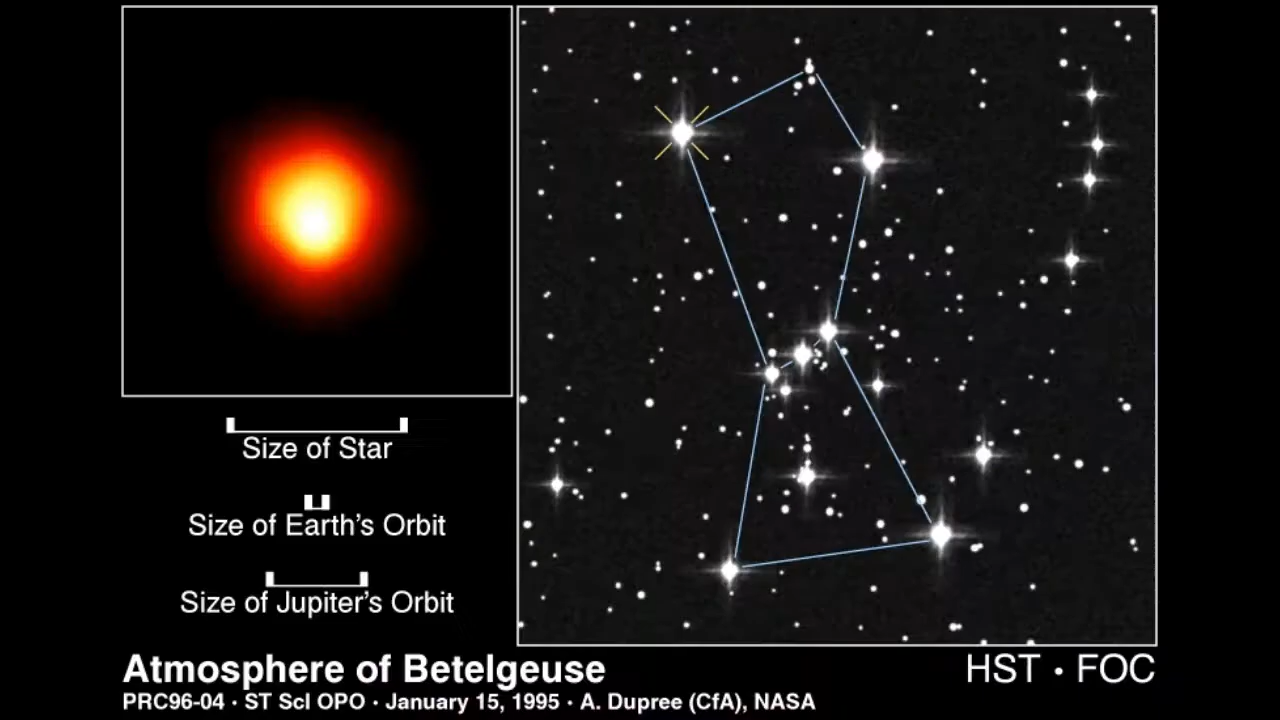 Size of Star
Size of Earth's Orbit
Size of Jupiter's Orbit
Atmosphere of Betelgeuse
HST · FOC
PRC96-04 · ST ScI OPO · January 15, 1995 · A. Dupree (CfA), NASA